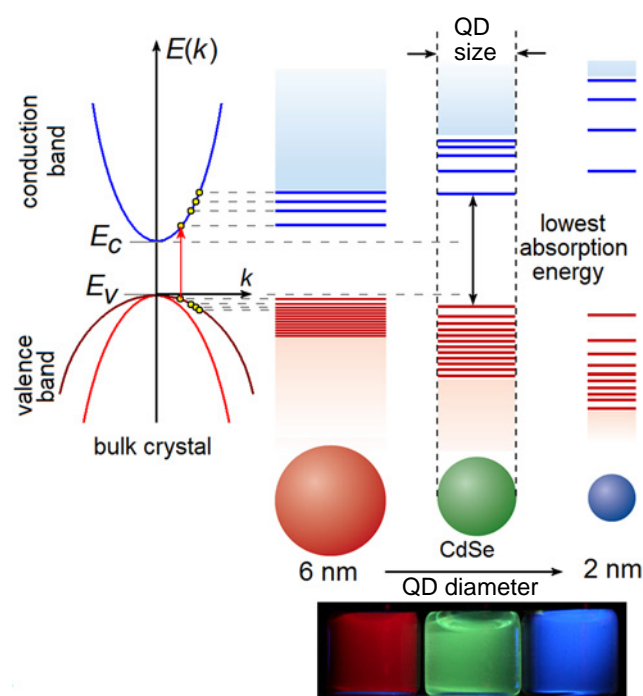 E(k)
QD
size
conduction
band
E_C
E_V
k
valence
band
bulk crystal
lowest
absorption
energy
CdSe
6 nm
2 nm
QD diameter